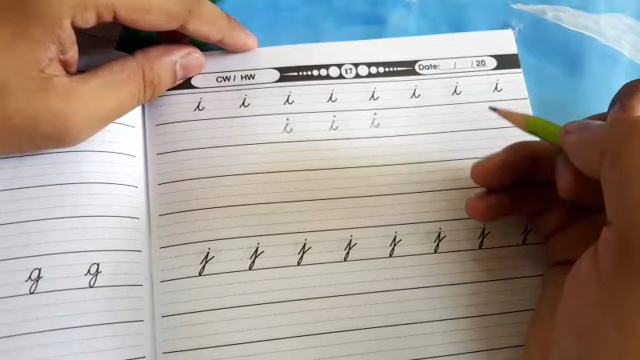 CW / HW 17 Date: / / 20
i i i i i i i i
i i i
j j j j j j j j
g g